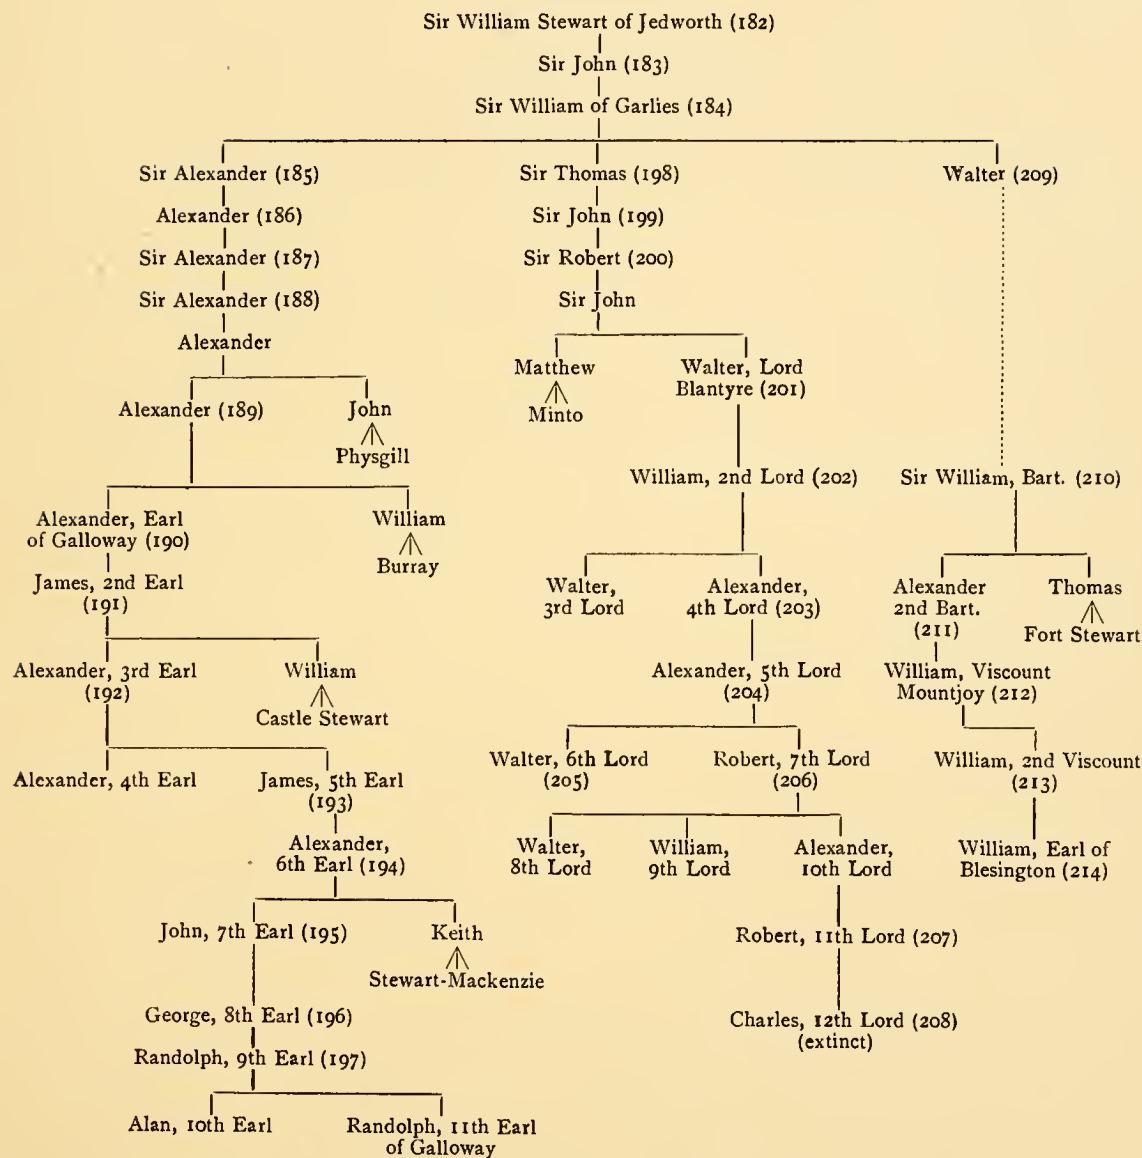 Sir William Stewart of Jedworth (182)
Sir John (183)
Sir William of Garlies (184)
Sir Alexander (185)
Sir Thomas (198)
Walter (209)
Alexander (186)
Sir John (199)
Sir Alexander (187)
Sir Robert (200)
Sir Alexander (188)
Sir John
Alexander
Matthew
Minto
Walter, Lord
Blantyre (201)
Alexander (189)
John
Physgill
William, 2nd Lord (202)
Sir William, Bart. (210)
Alexander, Earl
of Galloway (190)
William
Burray
James, 2nd Earl
(191)
Walter,
3rd Lord
Alexander,
4th Lord (203)
Alexander
2nd Bart.
(211)
Thomas
Fort Stewart
Alexander, 3rd Earl
(192)
William
Castle Stewart
Alexander, 5th Lord
(204)
William, Viscount
Mountjoy (212)
Alexander, 4th Earl
James, 5th Earl
(193)
Walter, 6th Lord
(205)
Robert, 7th Lord
(206)
William, 2nd Viscount
(213)
Alexander,
6th Earl (194)
Walter,
8th Lord
William,
9th Lord
Alexander,
10th Lord
William, Earl of
Blesington (214)
John, 7th Earl (195)
Keith
Stewart-Mackenzie
Robert, 11th Lord (207)
George, 8th Earl (196)
Charles, 12th Lord (208)
(extinct)
Randolph, 9th Earl (197)
Alan, 10th Earl
Randolph, 11th Earl
of Galloway